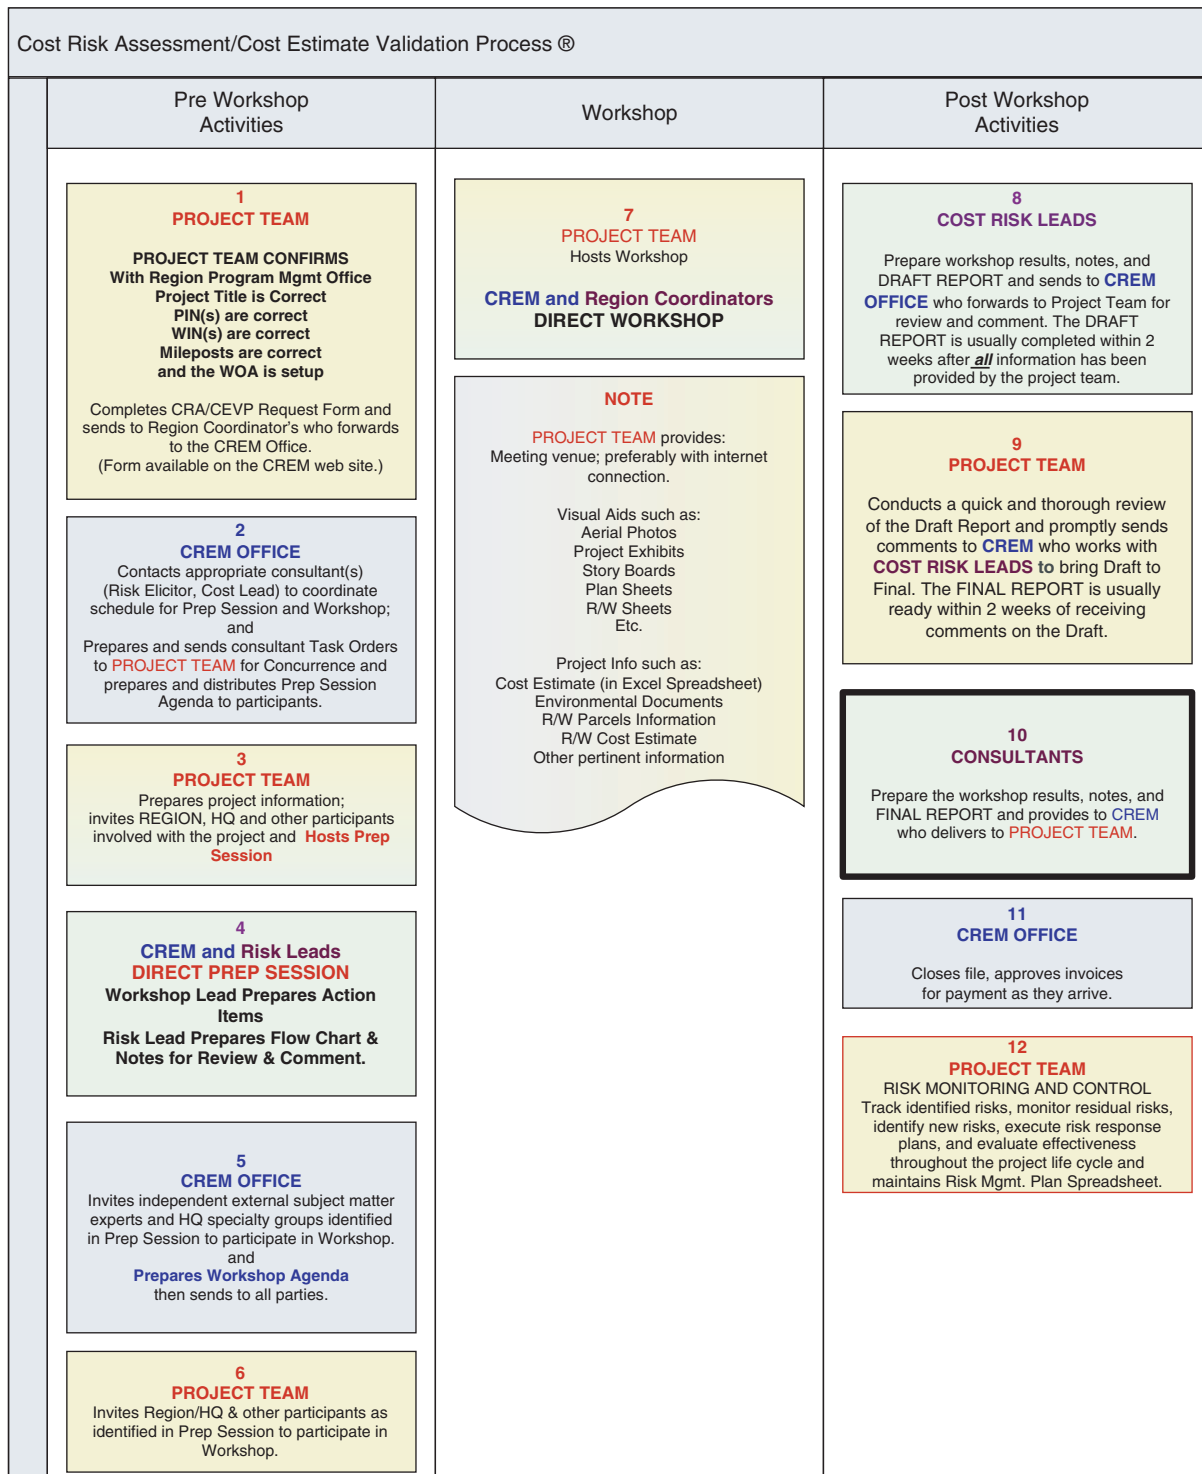 Cost Risk Assessment/Cost Estimate Validation Process ®
Pre Workshop
Activities
1
PROJECT TEAM
PROJECT TEAM CONFIRMS
With Region Program Mgmt Office
Project Title is Correct
PIN(s) are correct
WIN(s) are correct
Mileposts are correct
and the WOA is setup
Completes CRA/CEVP Request Form and
sends to Region Coordinator's who forwards
to the CREM Office.
(Form available on the CREM web site.)
2
CREM OFFICE
Contacts appropriate consultant(s)
(Risk Elicitor, Cost Lead) to coordinate
schedule for Prep Session and Workshop;
and
Prepares and sends consultant Task Orders
to PROJECT TEAM for Concurrence and
prepares and distributes Prep Session
Agenda to participants.
3
PROJECT TEAM
Prepares project information;
invites REGION, HQ and other participants
involved with the project and Hosts Prep
Session
4
CREM and Risk Leads
DIRECT PREP SESSION
Workshop Lead Prepares Action
Items
Risk Lead Prepares Flow Chart &
Notes for Review & Comment.
5
CREM OFFICE
Invites independent external subject matter
experts and HQ specialty groups identified
in Prep Session to participate in Workshop.
and
Prepares Workshop Agenda
then sends to all parties.
6
PROJECT TEAM
Invites Region/HQ & other participants as
identified in Prep Session to participate in
Workshop.
Workshop
7
PROJECT TEAM
Hosts Workshop
CREM and Region Coordinators
DIRECT WORKSHOP
NOTE
PROJECT TEAM provides:
Meeting venue; preferably with internet
connection.
Visual Aids such as:
Aerial Photos
Project Exhibits
Story Boards
Plan Sheets
R/W Sheets
Etc.
Project Info such as:
Cost Estimate (in Excel Spreadsheet)
Environmental Documents
R/W Parcels Information
R/W Cost Estimate
Other pertinent information
Post Workshop
Activities
8
COST RISK LEADS
Prepare workshop results, notes, and
DRAFT REPORT and sends to CREM
OFFICE who forwards to Project Team for
review and comment. The DRAFT
REPORT is usually completed within 2
weeks after all information has been
provided by the project team.
9
PROJECT TEAM
Conducts a quick and thorough review
of the Draft Report and promptly sends
comments to CREM who works with
COST RISK LEADS to bring Draft to
Final. The FINAL REPORT is usually
ready within 2 weeks of receiving
comments on the Draft.
10
CONSULTANTS
Prepare the workshop results, notes, and
FINAL REPORT and provides to CREM
who delivers to PROJECT TEAM.
11
CREM OFFICE
Closes file, approves invoices
for payment as they arrive.
12
PROJECT TEAM
RISK MONITORING AND CONTROL
Track identified risks, monitor residual risks,
identify new risks, execute risk response
plans, and evaluate effectiveness
throughout the project life cycle and
maintains Risk Mgmt. Plan Spreadsheet.